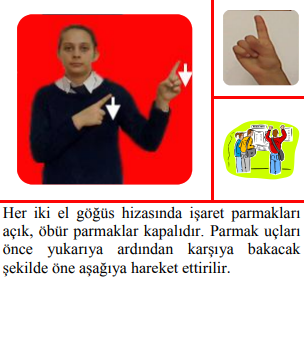 Her iki el göğüs hizasında işaret parmakları
açık, öbür parmaklar kapalıdır. Parmak uçları
önce yukarıya ardından karşıya bakacak
şekilde öne aşağıya hareket ettirilir.